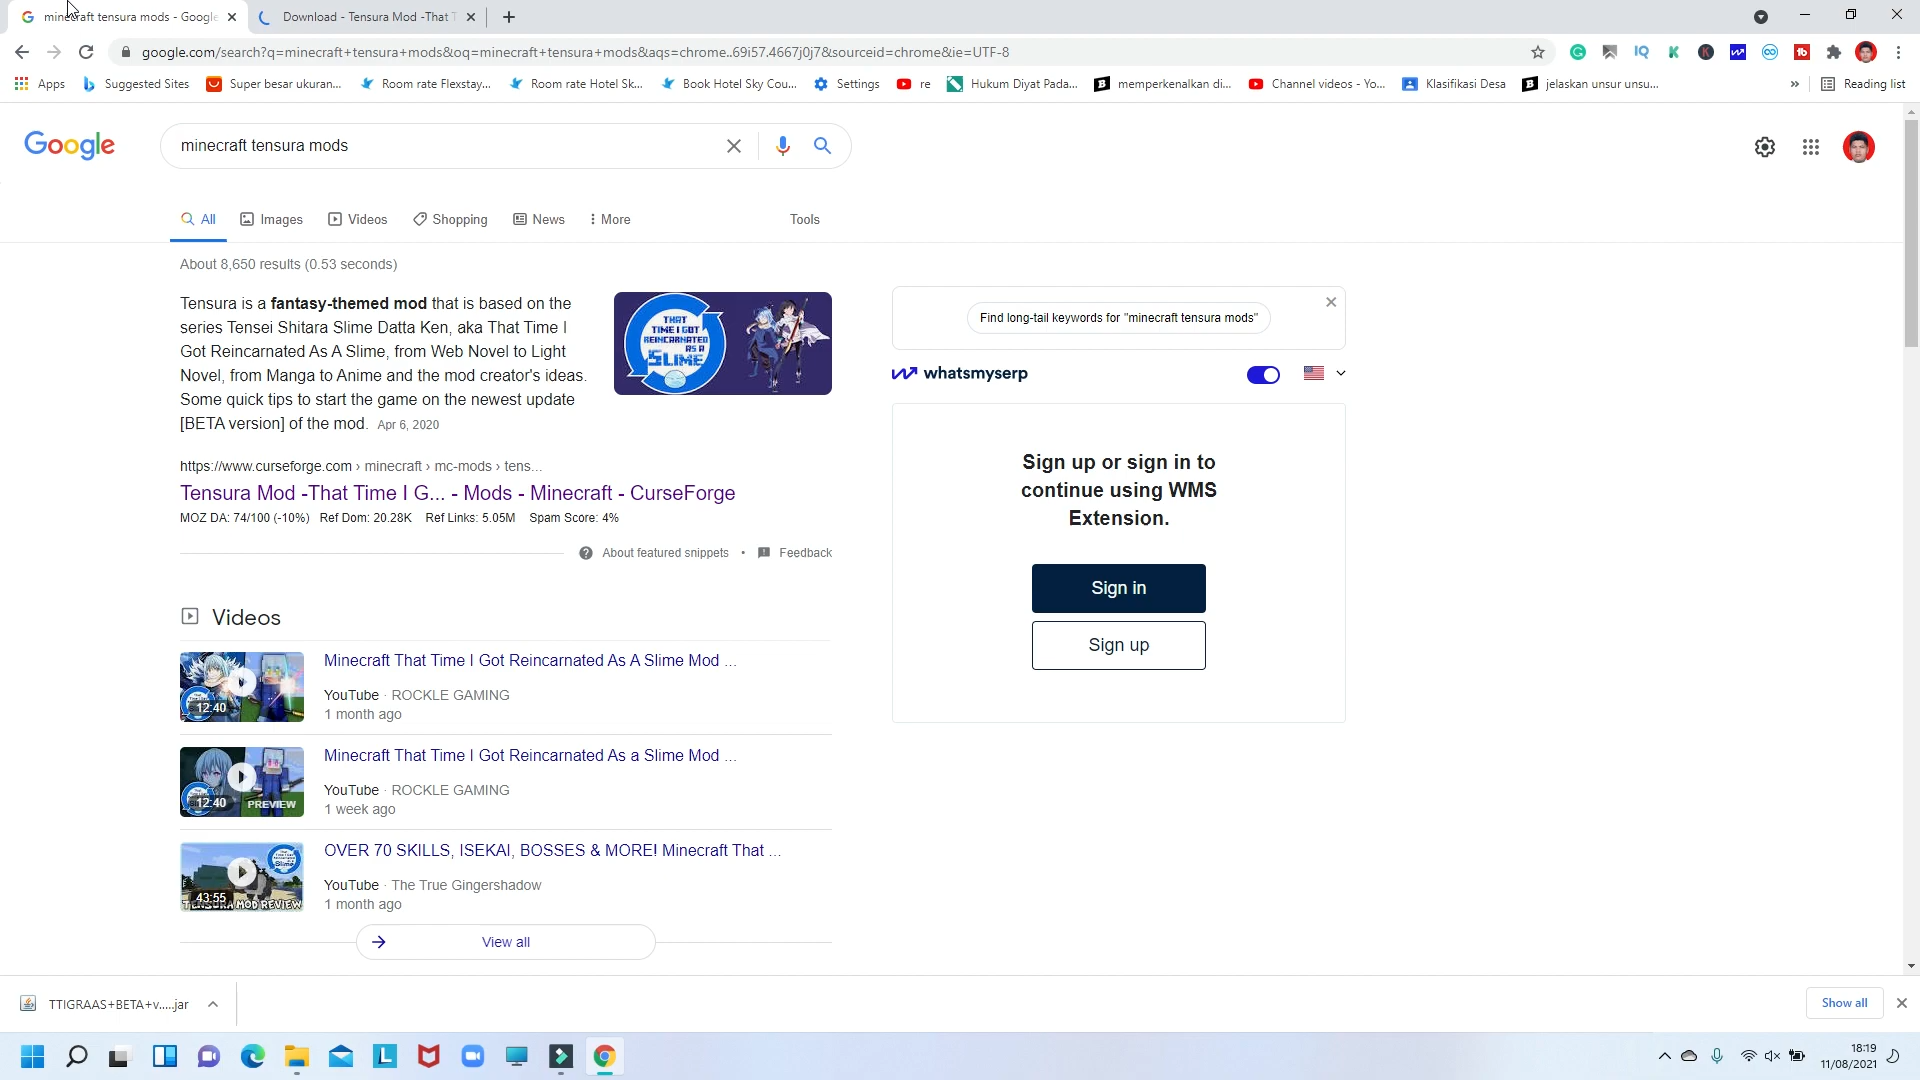 minecraft tensura mods - Google
Download - Tensura Mod -That T
google.com/search?q=minecraft+tensura+mods&oq=minecraft+tensura+mods&aqs=chrome..69i57.4667j0j7&sourceid=chrome&ie=UTF-8
Apps
Suggested Sites
Super besar ukuran...
Room rate Flexstay...
Room rate Hotel Sk...
Book Hotel Sky Cou...
Settings
re
Hukum Diyat Pada...
memperkenalkan di...
Channel videos - Yo...
Klasifikasi Desa
jelaskan unsur unsu...
»
Reading list
Google
minecraft tensura mods
All
Images
Videos
Shopping
News
More
Tools
About 8,650 results (0.53 seconds)
Tensura is a fantasy-themed mod that is based on the
series Tensei Shitara Slime Datta Ken, aka That Time I
Got Reincarnated As A Slime, from Web Novel to Light
Novel, from Manga to Anime and the mod creator's ideas.
Some quick tips to start the game on the newest update
[BETA version] of the mod. Apr 6, 2020
THAT
TIME I GOT
REINCARNATED
AS A
SLIME
https://www.curseforge.com › minecraft › mc-mods › tens...
Tensura Mod -That Time I G... - Mods - Minecraft - CurseForge
MOZ DA: 74/100 (-10%) Ref Dom: 20.28K Ref Links: 5.05M Spam Score: 4%
About featured snippets • Feedback
Find long-tail keywords for "minecraft tensura mods"
whatsmyserp
Sign up or sign in to
continue using WMS
Extension.
Sign in
Sign up
Videos
12:40
Minecraft That Time I Got Reincarnated As A Slime Mod ...
YouTube · ROCKLE GAMING
1 month ago
12:40
PREVIEW
Minecraft That Time I Got Reincarnated As a Slime Mod ...
YouTube · ROCKLE GAMING
1 week ago
43:55
TENSURA MOD REVIEW
OVER 70 SKILLS, ISEKAI, BOSSES & MORE! Minecraft That ...
YouTube · The True Gingershadow
1 month ago
View all
TTIGRAAS+BETA+v.....jar
Show all
18:19
11/08/2021